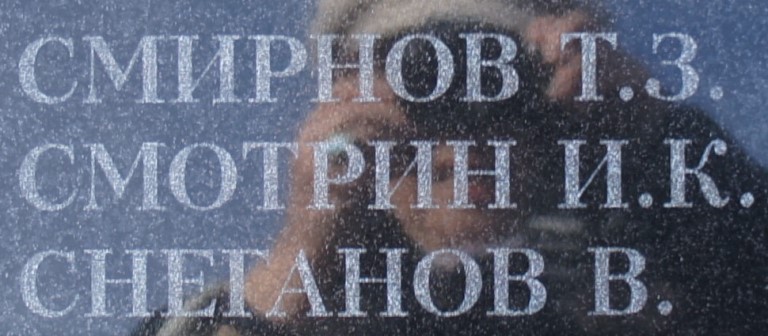 СМИРНОВ Т.З.
СМОТРИН И.К.
СНЕГАНОВ В.